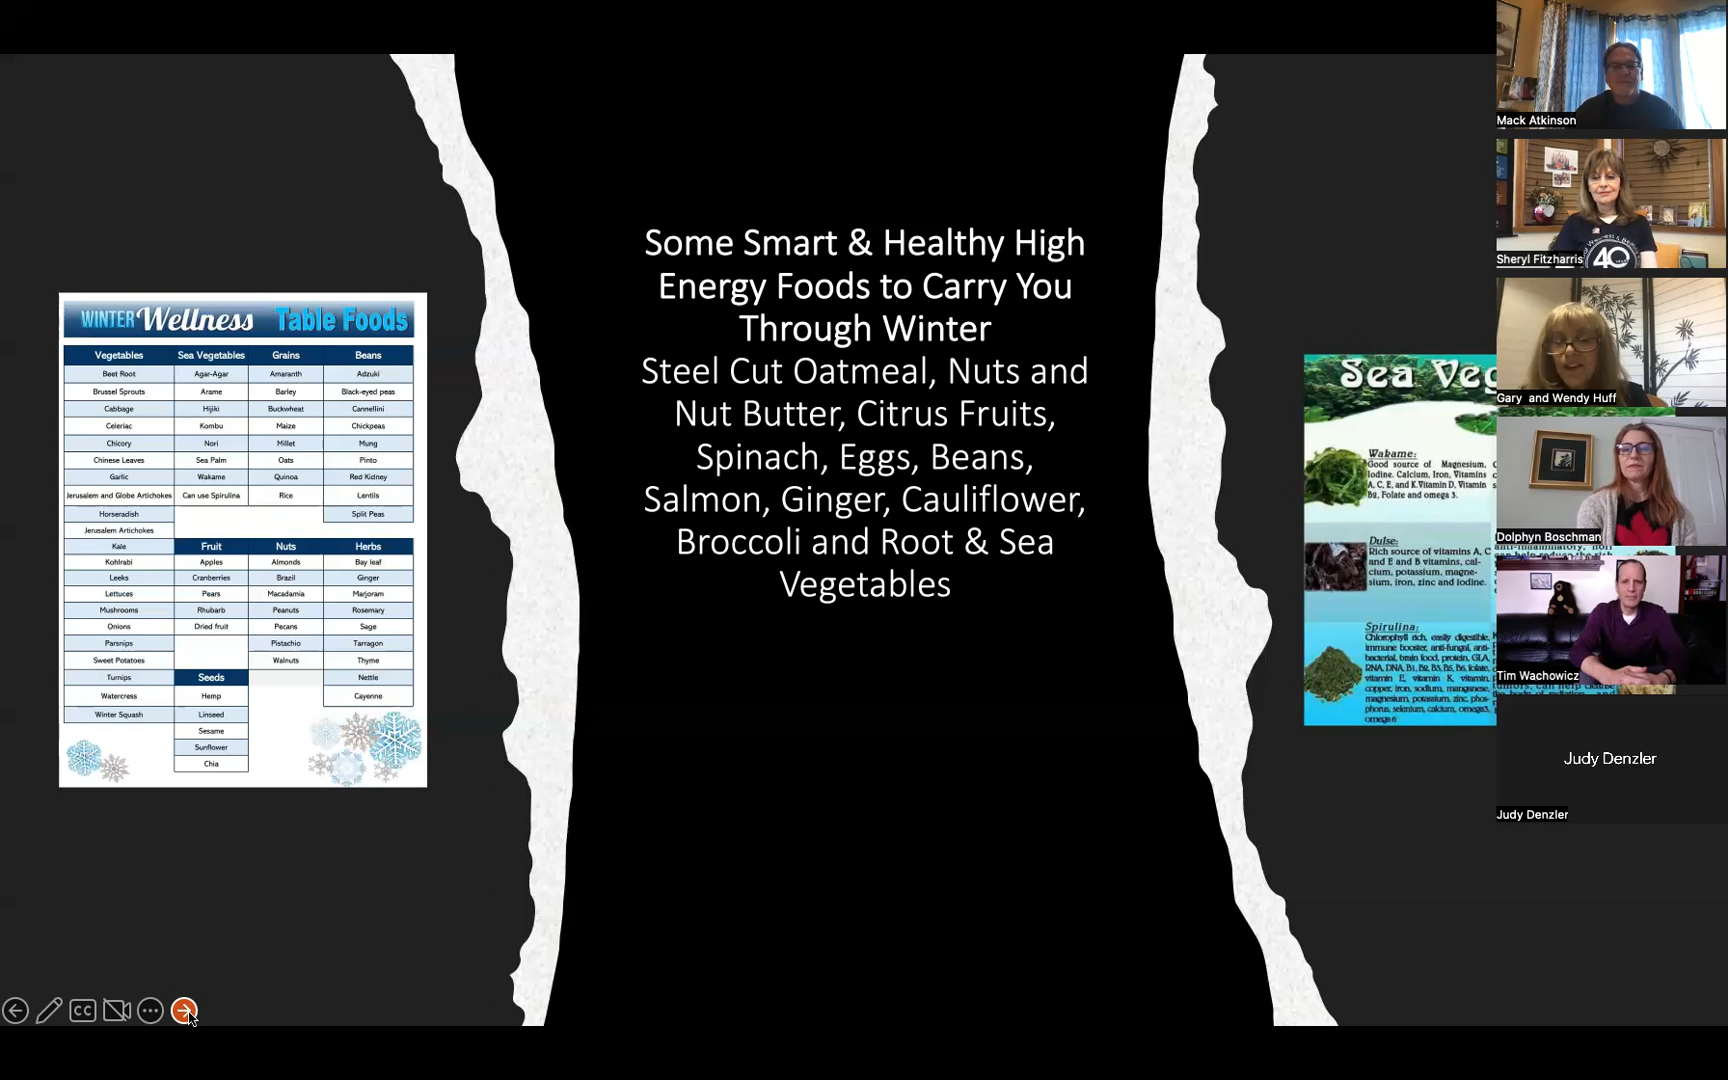 WINTER Wellness Table Foods
Vegetables Sea Vegetables Grains Beans
Beet Root Agar-Agar Amaranth Adzuki
Brussel Sprouts Arame Barley Black-eyed peas
Cabbage Hijiki Buckwheat Cannellini
Celeriac Kombu Maize Chickpeas
Chicory Nori Millet Mung
Chinese Leaves Sea Palm Oats Pinto
Garlic Wakame Quinoa Red Kidney
Jerusalem and Globe Artichokes Can use Spirulina Rice Lentils
Horseradish Split Peas
Jerusalem Artichokes
Kale Fruit Nuts Herbs
Kohlrabi Apples Almonds Bay leaf
Leeks Cranberries Brazil Ginger
Lettuces Pears Macadamia Marjoram
Mushrooms Rhubarb Peanuts Rosemary
Onions Dried fruit Pecans Sage
Parsnips Pistachio Tarragon
Sweet Potatoes Walnuts Thyme
Turnips Seeds Nettle
Watercress Hemp Cayenne
Winter Squash Linseed
Sesame
Sunflower
Chia
Some Smart & Healthy High
Energy Foods to Carry You
Through Winter
Steel Cut Oatmeal, Nuts and
Nut Butter, Citrus Fruits,
Spinach, Eggs, Beans,
Salmon, Ginger, Cauliflower,
Broccoli and Root & Sea
Vegetables
Sea Veg
Wakame:
Good source of Magnesium,
Iodine. Calcium, Iron, Vitamins
A, C, E, and K.Vitamin D, Vitamin
B2, Folate and omega 3.
Dulse:
Rich source of vitamins A, C
and E and B vitamins, cal-
cium, potassium, magne-
sium, iron, zinc and iodine.
Spirulina:
Chlorophyll rich, easily digestible,
immune booster, anti-fungal, anti-
bacterial, brain food, protein, GLA,
RNA, DNA, B1, B2, B3, B5, B6, folate,
vitamin E, vitamin K, vitamin,
copper, iron, sodium, manganese,
magnesium, potassium, zinc, phos-
phorus, selenium, calcium, omega3,
omega 6
Mack Atkinson
40
Sheryl Fitzharris
Gary and Wendy Huff
Dolphyn Boschman
Tim Wachowicz
Judy Denzler
Judy Denzler
CC